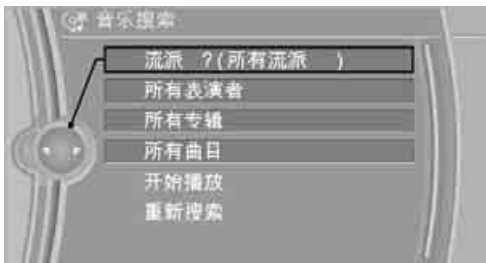 音乐搜索
流派 ?(所有流派 )
所有表演者
所有专辑
所有曲目
开始播放
重新搜索